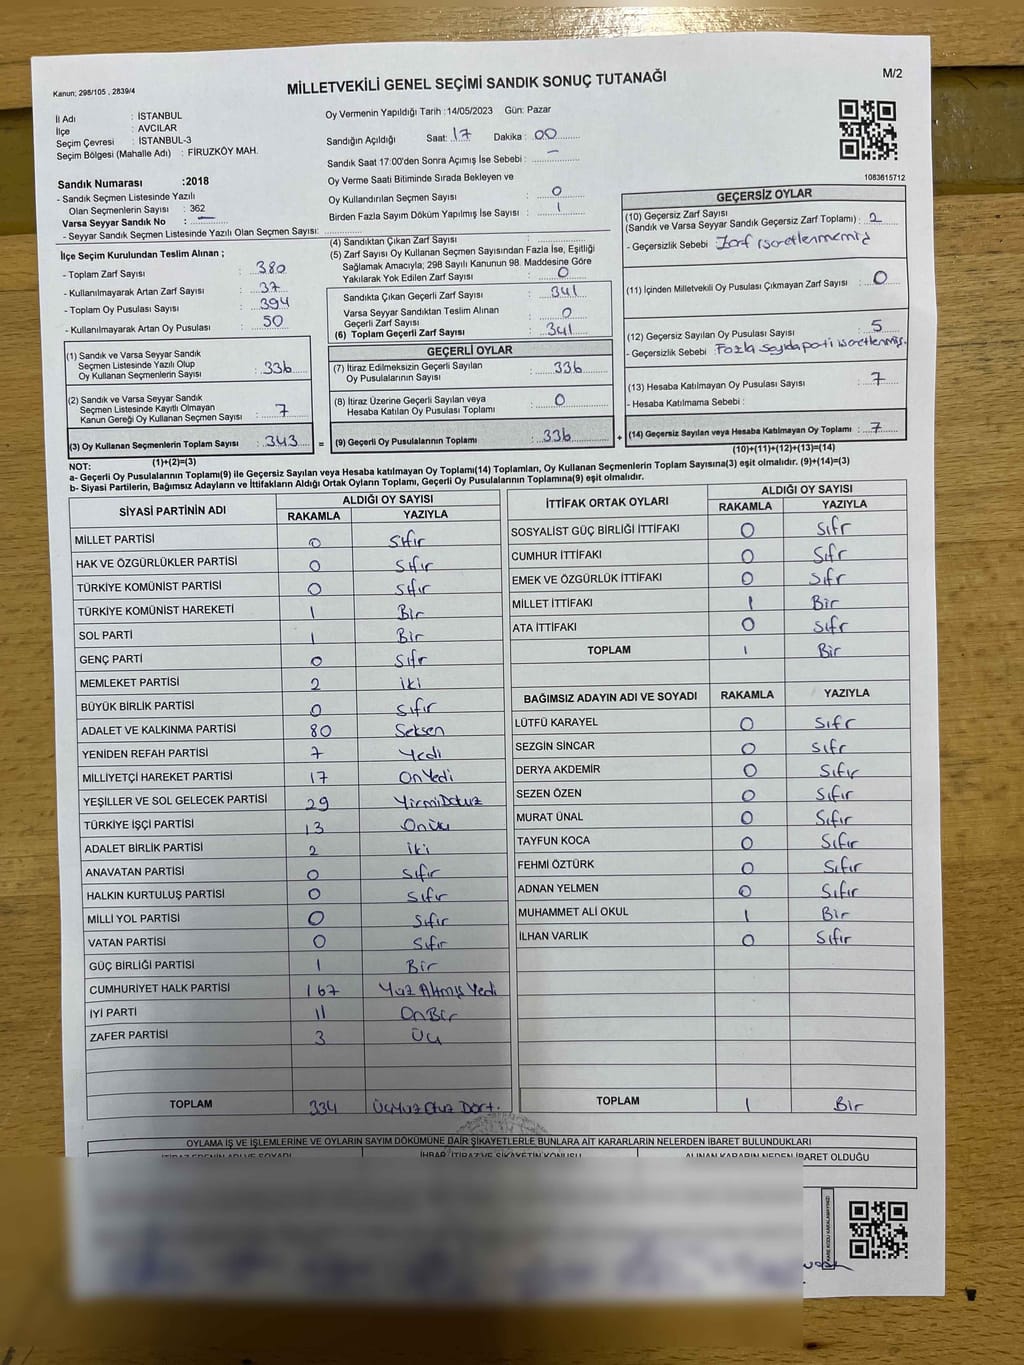 Kanun; 298/105 , 2839/4
MİLLETVEKİLİ GENEL SEÇİMİ SANDIK SONUÇ TUTANAĞI
M/2
İl Adı : İSTANBUL
İlçe : AVCILAR
Seçim Çevresi : İSTANBUL-3
Seçim Bölgesi (Mahalle Adı) : FİRUZKÖY MAH.
Oy Vermenin Yapıldığı Tarih :14/05/2023 Gün: Pazar
Sandığın Açıldığı Saat: 17 Dakika : 00
Sandık Saat 17:00'den Sonra Açımış İse Sebebi : —
Oy Verme Saati Bitiminde Sırada Bekleyen ve
Oy Kullandırılan Seçmen Sayısı : 0
Birden Fazla Sayım Döküm Yapılmış İse Sayısı : 1
1083615712
Sandık Numarası :2018
- Sandık Seçmen Listesinde Yazılı
Olan Seçmenlerin Sayısı : 362
Varsa Seyyar Sandık No : —
- Seyyar Sandık Seçmen Listesinde Yazılı Olan Seçmen Sayısı:
İlçe Seçim Kurulundan Teslim Alınan ;
- Toplam Zarf Sayısı : 380
- Kullanılmayarak Artan Zarf Sayısı : 37
- Toplam Oy Pusulası Sayısı : 394
- Kullanılmayarak Artan Oy Pusulası : 50
(1) Sandık ve Varsa Seyyar Sandık
Seçmen Listesinde Yazılı Olup
Oy Kullanan Seçmenlerin Sayısı : 336
(2) Sandık ve Varsa Seyyar Sandık
Seçmen Listesinde Kayıtlı Olmayan
Kanun Gereği Oy Kullanan Seçmen Sayısı : 7
(3) Oy Kullanan Seçmenlerin Toplam Sayısı : 343 =
(1)+(2)=(3)
(4) Sandıktan Çıkan Zarf Sayısı :
(5) Zarf Sayısı Oy Kullanan Seçmen Sayısından Fazla İse, Eşitliği
Sağlamak Amacıyla; 298 Sayılı Kanunun 98. Maddesine Göre
Yakılarak Yok Edilen Zarf Sayısı : 0
Sandıkta Çıkan Geçerli Zarf Sayısı : 341
Varsa Seyyar Sandıktan Teslim Alınan
Geçerli Zarf Sayısı : 0
(6) Toplam Geçerli Zarf Sayısı : 341
GEÇERLİ OYLAR
(7) İtiraz Edilmeksizin Geçerli Sayılan
Oy Pusulalarının Sayısı : 336
(8) İtiraz Üzerine Geçerli Sayılan veya
Hesaba Katılan Oy Pusulası Toplamı : 0
(9) Geçerli Oy Pusulalarının Toplamı : 336 +
GEÇERSİZ OYLAR
(10) Geçersiz Zarf Sayısı
(Sandık ve Varsa Seyyar Sandık Geçersiz Zarf Toplamı) : 2
- Geçersizlik Sebebi : Zarf işaretlenmemiş
(11) İçinden Milletvekili Oy Pusulası Çıkmayan Zarf Sayısı : 0
(12) Geçersiz Sayılan Oy Pusulası Sayısı : 5
- Geçersizlik Sebebi : Fazla sayıda parti işaretlenmiş.
(13) Hesaba Katılmayan Oy Pusulası Sayısı : 7
- Hesaba Katılmama Sebebi :
(14) Geçersiz Sayılan veya Hesaba Katılmayan Oy Toplamı : 7
(10)+(11)+(12)+(13)=(14)
NOT:
a- Geçerli Oy Pusulalarının Toplamı(9) ile Geçersiz Sayılan veya Hesaba katılmayan Oy Toplamı(14) Toplamları, Oy Kullanan Seçmenlerin Toplam Sayısına(3) eşit olmalıdır. (9)+(14)=(3)
b- Siyasi Partilerin, Bağımsız Adayların ve İttifakların Aldığı Ortak Oyların Toplamı, Geçerli Oy Pusulalarının Toplamına(9) eşit olmalıdır.
SİYASİ PARTİNİN ADI ALDIĞI OY SAYISI
RAKAMLA YAZIYLA
MİLLET PARTİSİ 0 Sıfır
HAK VE ÖZGÜRLÜKLER PARTİSİ 0 Sıfır
TÜRKİYE KOMÜNİST PARTİSİ 0 Sıfır
TÜRKİYE KOMÜNİST HAREKETİ 1 Bir
SOL PARTİ 1 Bir
GENÇ PARTİ 0 Sıfr
MEMLEKET PARTİSİ 2 iki
BÜYÜK BİRLİK PARTİSİ 0 Sıfır
ADALET VE KALKINMA PARTİSİ 80 Seksen
YENİDEN REFAH PARTİSİ 7 Yedi
MİLLİYETÇİ HAREKET PARTİSİ 17 OnYedi
YEŞİLLER VE SOL GELECEK PARTİSİ 29 YirmiDokuz
TÜRKİYE İŞÇİ PARTİSİ 13 Onüç
ADALET BİRLİK PARTİSİ 2 iki
ANAVATAN PARTİSİ 0 Sıfır
HALKIN KURTULUŞ PARTİSİ 0 Sıfır
MİLLİ YOL PARTİSİ 0 Sıfır
VATAN PARTİSİ 0 Sıfır
GÜÇ BİRLİĞİ PARTİSİ 1 Bir
CUMHURİYET HALK PARTİSİ 167 Yüz Altmış Yedi
İYİ PARTİ 11 OnBir
ZAFER PARTİSİ 3 Üç
TOPLAM 334 ÜçYüz Otuz Dört.
İTTİFAK ORTAK OYLARI ALDIĞI OY SAYISI
RAKAMLA YAZIYLA
SOSYALİST GÜÇ BİRLİĞİ İTTİFAKI 0 Sıfr
CUMHUR İTTİFAKI 0 Sıfr
EMEK VE ÖZGÜRLÜK İTTİFAKI 0 Sıfr
MİLLET İTTİFAKI 1 Bir
ATA İTTİFAKI 0 Sıfr
TOPLAM 1 Bir
BAĞIMSIZ ADAYIN ADI VE SOYADI RAKAMLA YAZIYLA
LÜTFÜ KARAYEL 0 Sıfr
SEZGİN SİNCAR 0 Sıfr
DERYA AKDEMİR 0 Sıfır
SEZEN ÖZEN 0 Sıfır
MURAT ÜNAL 0 Sıfır
TAYFUN KOCA 0 Sıfır
FEHMİ ÖZTÜRK 0 Sıfır
ADNAN YELMEN 0 Sıfır
MUHAMMET ALİ OKUL 1 Bir
İLHAN VARLIK 0 Sıfır
TOPLAM 1 Bir
OYLAMA İŞ VE İŞLEMLERİNE VE OYLARIN SAYIM DÖKÜMÜNE DAİR ŞİKAYETLERLE BUNLARA AİT KARARLARIN NELERDEN İBARET BULUNDUKLARI
İTİRAZ EDENİN ADI VE SOYADI İHBAR, İTİRAZ VE ŞİKAYETİN KONUSU ALINAN KARARIN NEDEN İBARET OLDUĞU